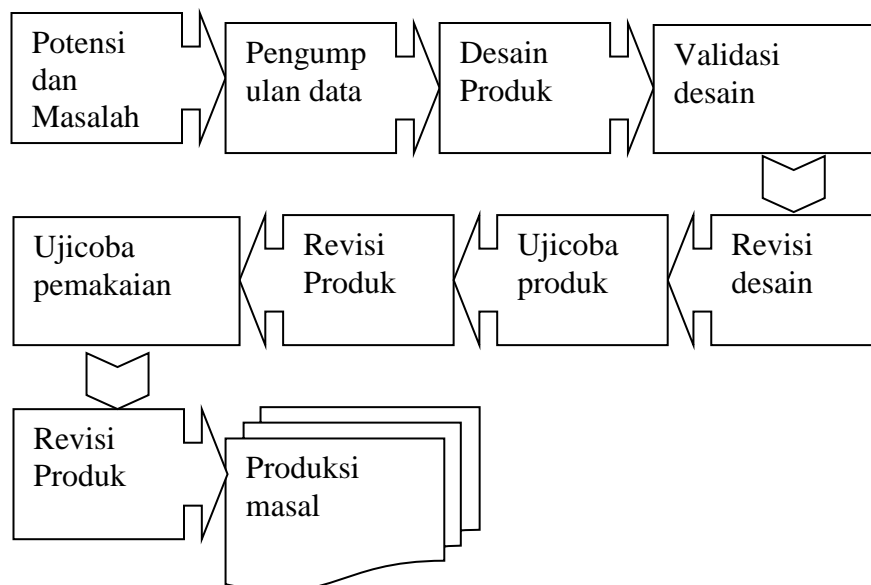 Potensi
dan
Masalah
Pengump
ulan data
Desain
Produk
Validasi
desain
Revisi
desain
Ujicoba
produk
Revisi
Produk
Ujicoba
pemakaian
Revisi
Produk
Produksi
masal